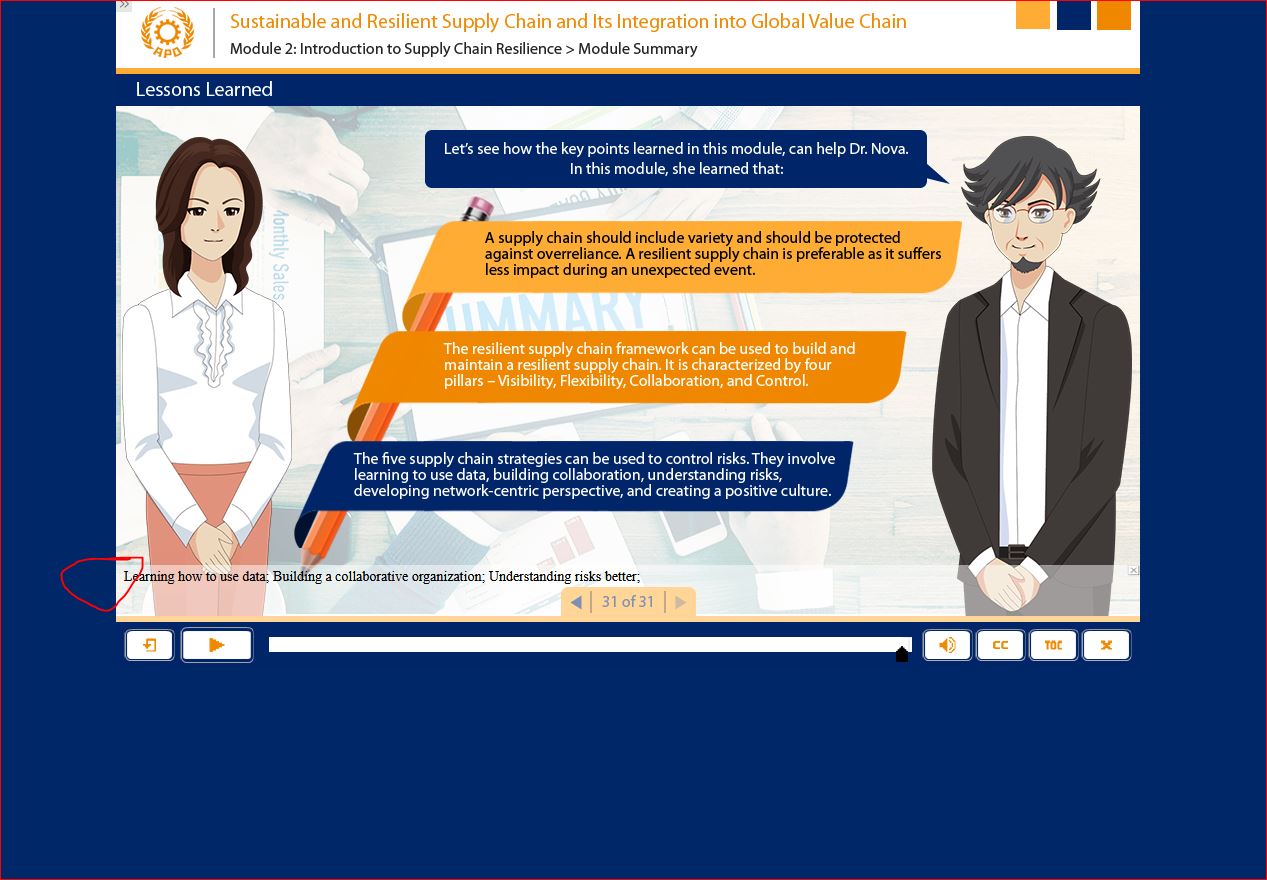 »
APO
Sustainable and Resilient Supply Chain and Its Integration into Global Value Chain
Module 2: Introduction to Supply Chain Resilience > Module Summary
Lessons Learned
Let's see how the key points learned in this module, can help Dr. Nova.
In this module, she learned that:
Monthly Sales
A supply chain should include variety and should be protected
against overreliance. A resilient supply chain is preferable as it suffers
less impact during an unexpected event.
UMMARY
The resilient supply chain framework can be used to build and
maintain a resilient supply chain. It is characterized by four
pillars – Visibility, Flexibility, Collaboration, and Control.
The five supply chain strategies can be used to control risks. They involve
learning to use data, building collaboration, understanding risks,
developing network-centric perspective, and creating a positive culture.
Learning how to use data; Building a collaborative organization; Understanding risks better;
31 of 31
CC
TOC